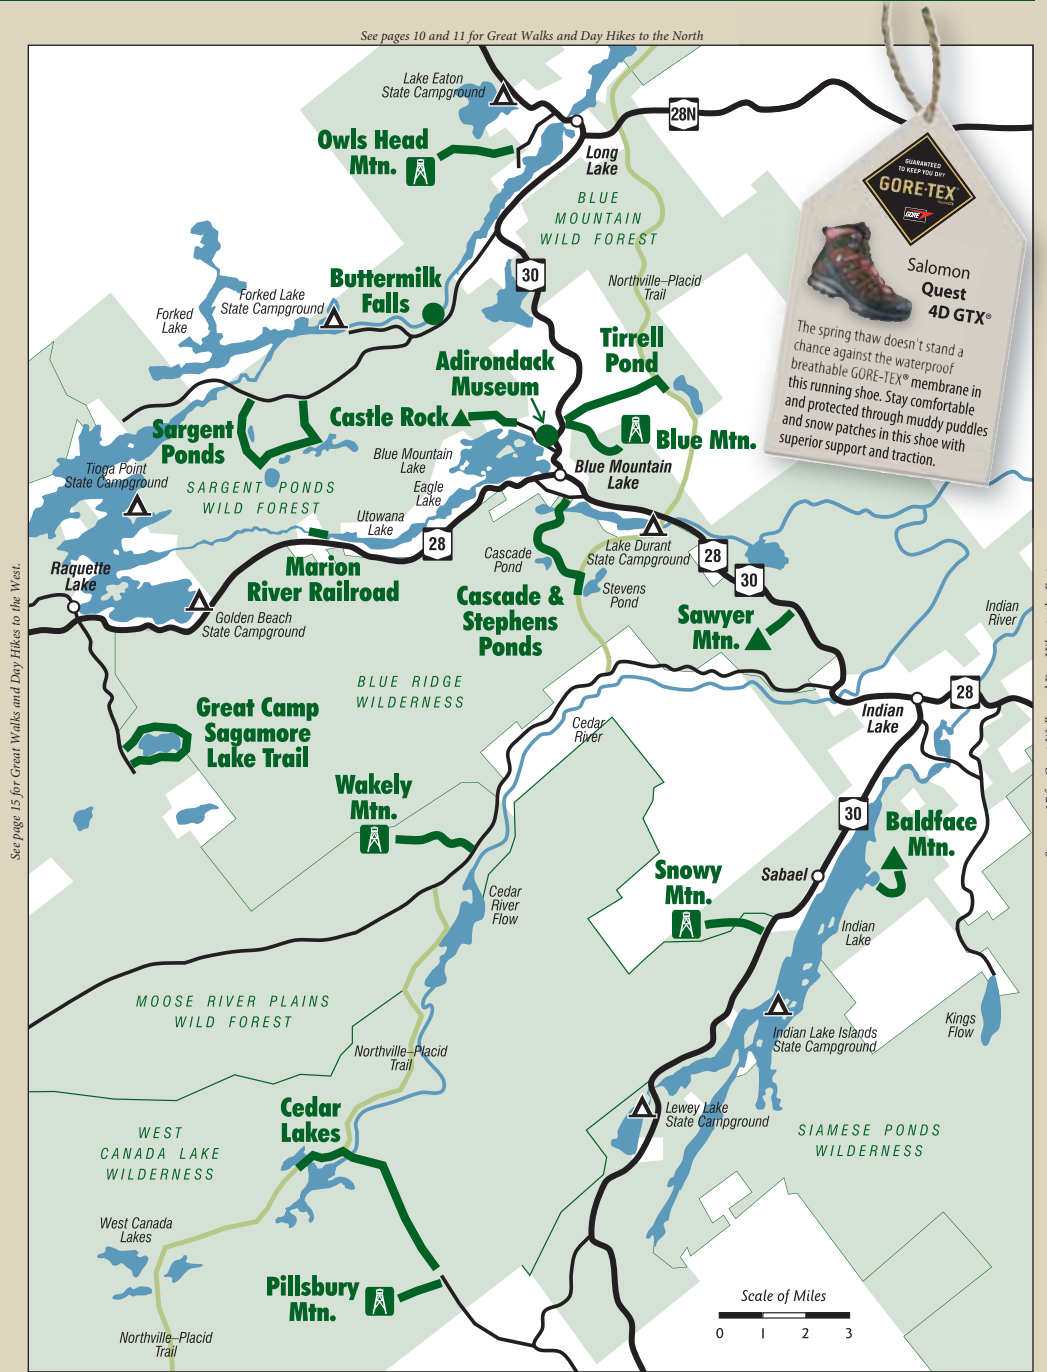 See pages 10 and 11 for Great Walks and Day Hikes to the North
Lake Eaton
State Campground
28N
Owls Head
Mtn.
Long
Lake
BLUE
MOUNTAIN
WILD FOREST
GUARANTEED
TO KEEP YOU DRY
GORE-TEX®
PRODUCTS
GORE
Salomon
Quest
4D GTX®
The spring thaw doesn't stand a
chance against the waterproof
breathable GORE-TEX® membrane in
this running shoe. Stay comfortable
and protected through muddy puddles
and snow patches in this shoe with
superior support and traction.
30
Buttermilk
Falls
Northville–Placid
Trail
Forked Lake
State Campground
Forked
Lake
Tirrell
Pond
Adirondack
Museum
Castle Rock
Sargent
Ponds
Blue Mtn.
Blue Mountain
Lake
Blue Mountain
Lake
Tioga Point
State Campground
Eagle
Lake
SARGENT PONDS
WILD FOREST
Utowana
Lake
28
Cascade
Pond
Lake Durant
State Campground
28
30
Raquette
Lake
Marion
River Railroad
Stevens
Pond
Cascade &
Stephens
Ponds
Sawyer
Mtn.
Indian
River
Golden Beach
State Campground
See page 15 for Great Walks and Day Hikes to the West.
BLUE RIDGE
WILDERNESS
28
Indian
Lake
Great Camp
Sagamore
Lake Trail
Cedar
River
Wakely
Mtn.
30
Baldface
Mtn.
Snowy
Mtn.
Sabael
Cedar
River
Flow
Indian
Lake
MOOSE RIVER PLAINS
WILD FOREST
Kings
Flow
Indian Lake Islands
State Campground
Northville–Placid
Trail
Cedar
Lakes
Lewey Lake
State Campground
WEST
CANADA LAKE
WILDERNESS
SIAMESE PONDS
WILDERNESS
West Canada
Lakes
Pillsbury
Mtn.
Scale of Miles
0 1 2 3
Northville–Placid
Trail